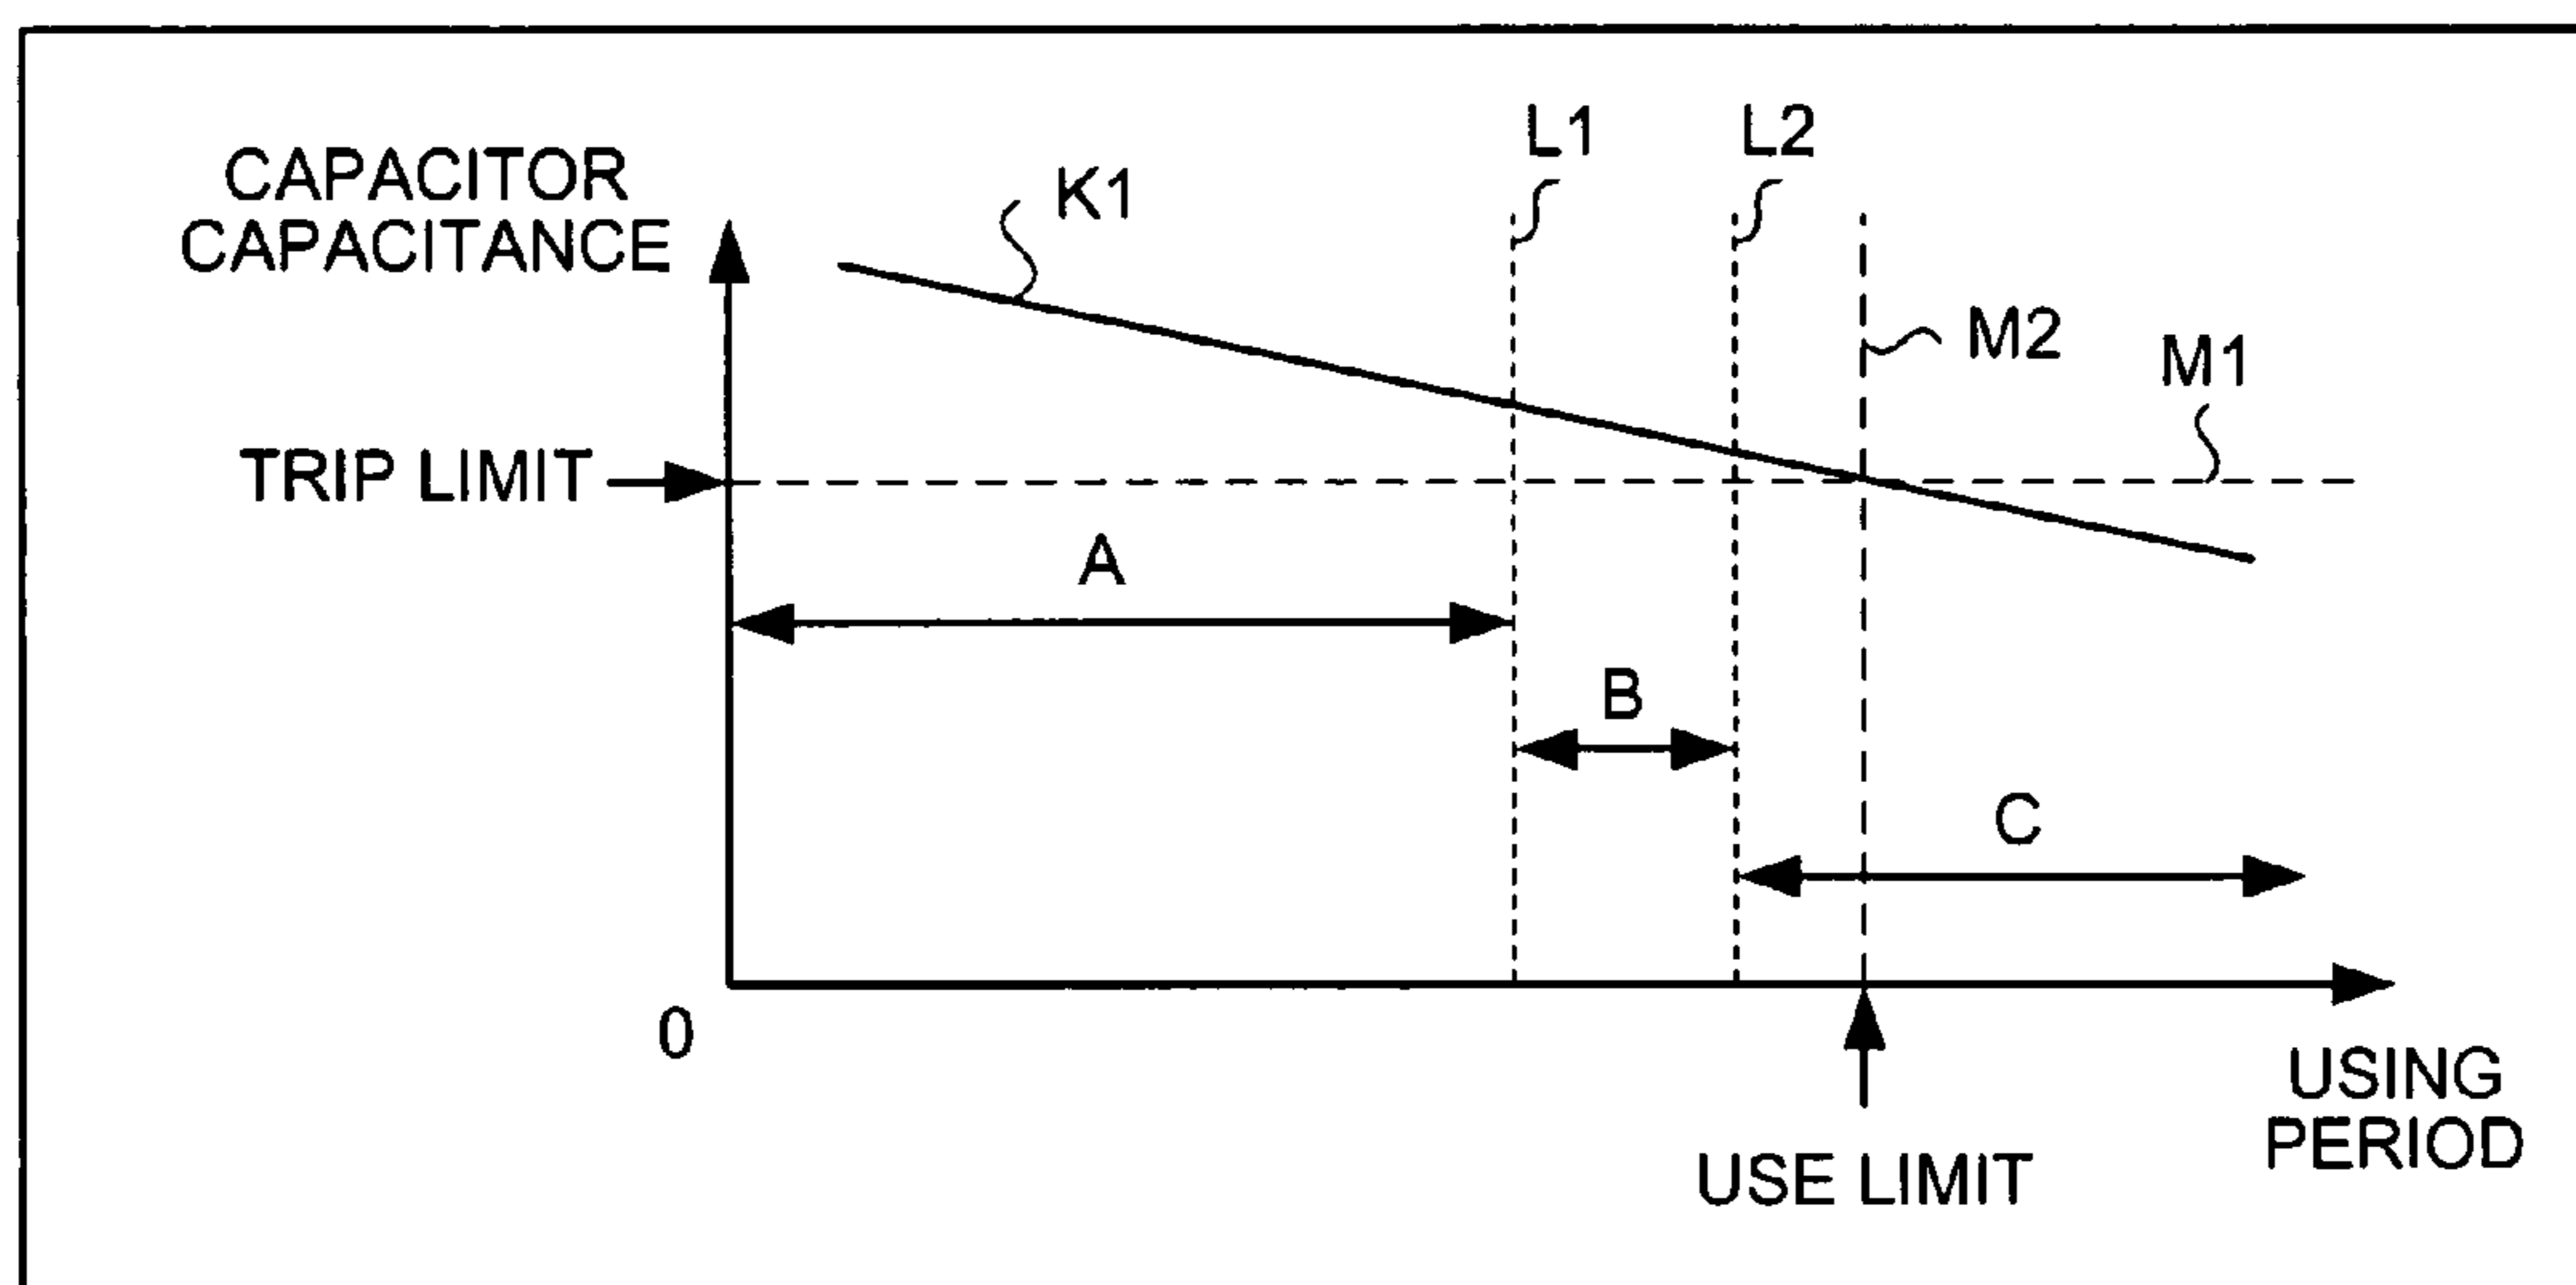 CAPACITOR
CAPACITANCE
K1
L1
L2
M2
M1
TRIP LIMIT
A
B
C
0
USING
PERIOD
USE LIMIT